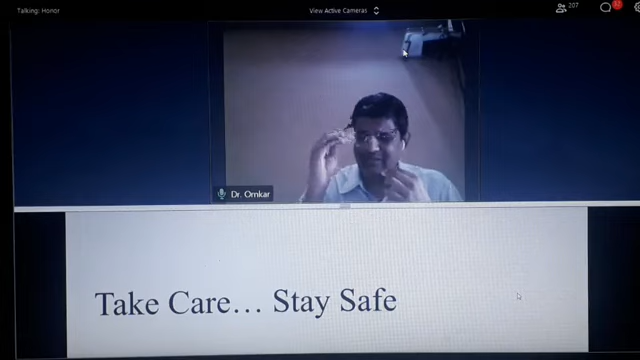 Talking: Honor
View Active Cameras
207
Dr. Omkar
Take Care... Stay Safe